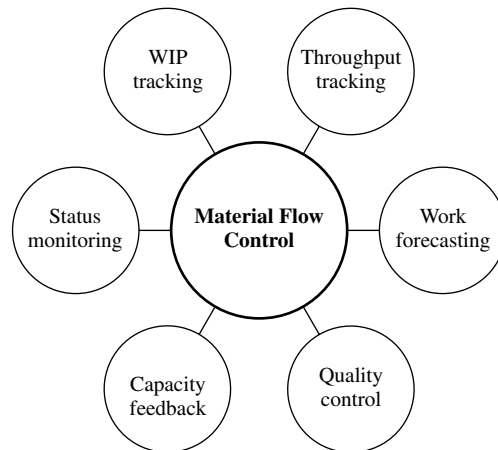 WIP
tracking
Throughput
tracking
Status
monitoring
Material Flow
Control
Work
forecasting
Capacity
feedback
Quality
control